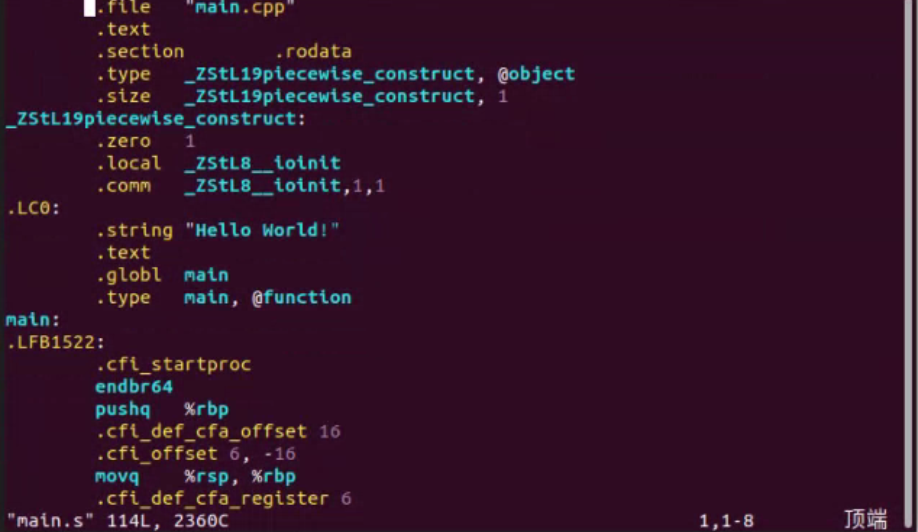 .file "main.cpp"
.text
.section .rodata
.type _ZStL19piecewise_construct, @object
.size _ZStL19piecewise_construct, 1
_ZStL19piecewise_construct:
.zero 1
.local _ZStL8__ioinit
.comm _ZStL8__ioinit,1,1
.LC0:
.string "Hello World!"
.text
.globl main
.type main, @function
main:
.LFB1522:
.cfi_startproc
endbr64
pushq %rbp
.cfi_def_cfa_offset 16
.cfi_offset 6, -16
movq %rsp, %rbp
.cfi_def_cfa_register 6
"main.s" 114L, 2360C 1,1-8 顶端